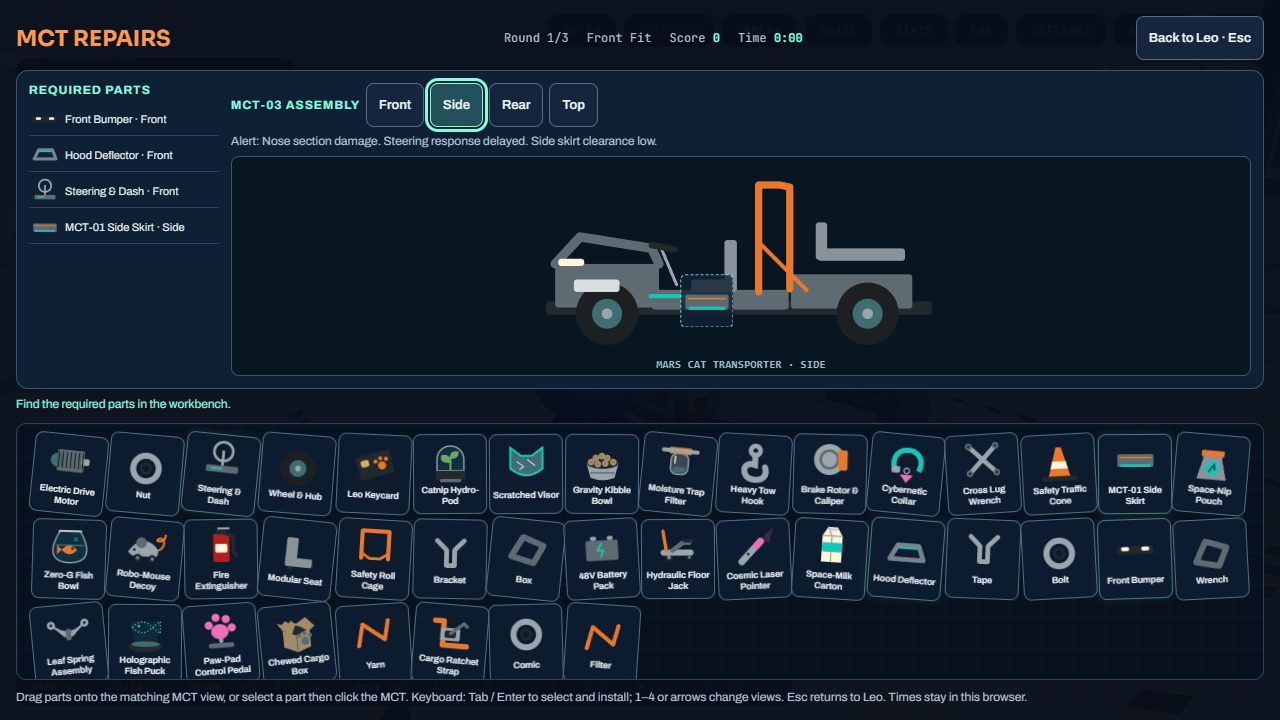 MCT REPAIRS
Round 1/3 Front Fit Score 0 Time 0:00
Back to Leo · Esc
REQUIRED PARTS
Front Bumper · Front
Hood Deflector · Front
Steering & Dash · Front
MCT-01 Side Skirt · Side
MCT-03 ASSEMBLY
Front
Side
Rear
Top
Alert: Nose section damage. Steering response delayed. Side skirt clearance low.
MARS CAT TRANSPORTER · SIDE
Find the required parts in the workbench.
Electric Drive
Motor
Nut
Steering &
Dash
Wheel & Hub
Leo Keycard
Catnip Hydro-
Pod
Scratched Visor
Gravity Kibble
Bowl
Moisture Trap
Filter
Heavy Tow
Hook
Brake Rotor &
Caliper
Cybernetic
Collar
Cross Lug
Wrench
Safety Traffic
Cone
MCT-01 Side
Skirt
Space-Nip
Pouch
Zero-G Fish
Bowl
Robo-Mouse
Decoy
Fire
Extinguisher
Modular Seat
Safety Roll
Cage
Bracket
Box
48V Battery
Pack
Hydraulic Floor
Jack
Cosmic Laser
Pointer
Space-Milk
Carton
Hood Deflector
Tape
Bolt
Front Bumper
Wrench
Leaf Spring
Assembly
Holographic
Fish Puck
Paw-Pad
Control Pedal
Chewed Cargo
Box
Yarn
Cargo Ratchet
Strap
Comic
Filter
Drag parts onto the matching MCT view, or select a part then click the MCT. Keyboard: Tab / Enter to select and install; 1–4 or arrows change views. Esc returns to Leo. Times stay in this browser.